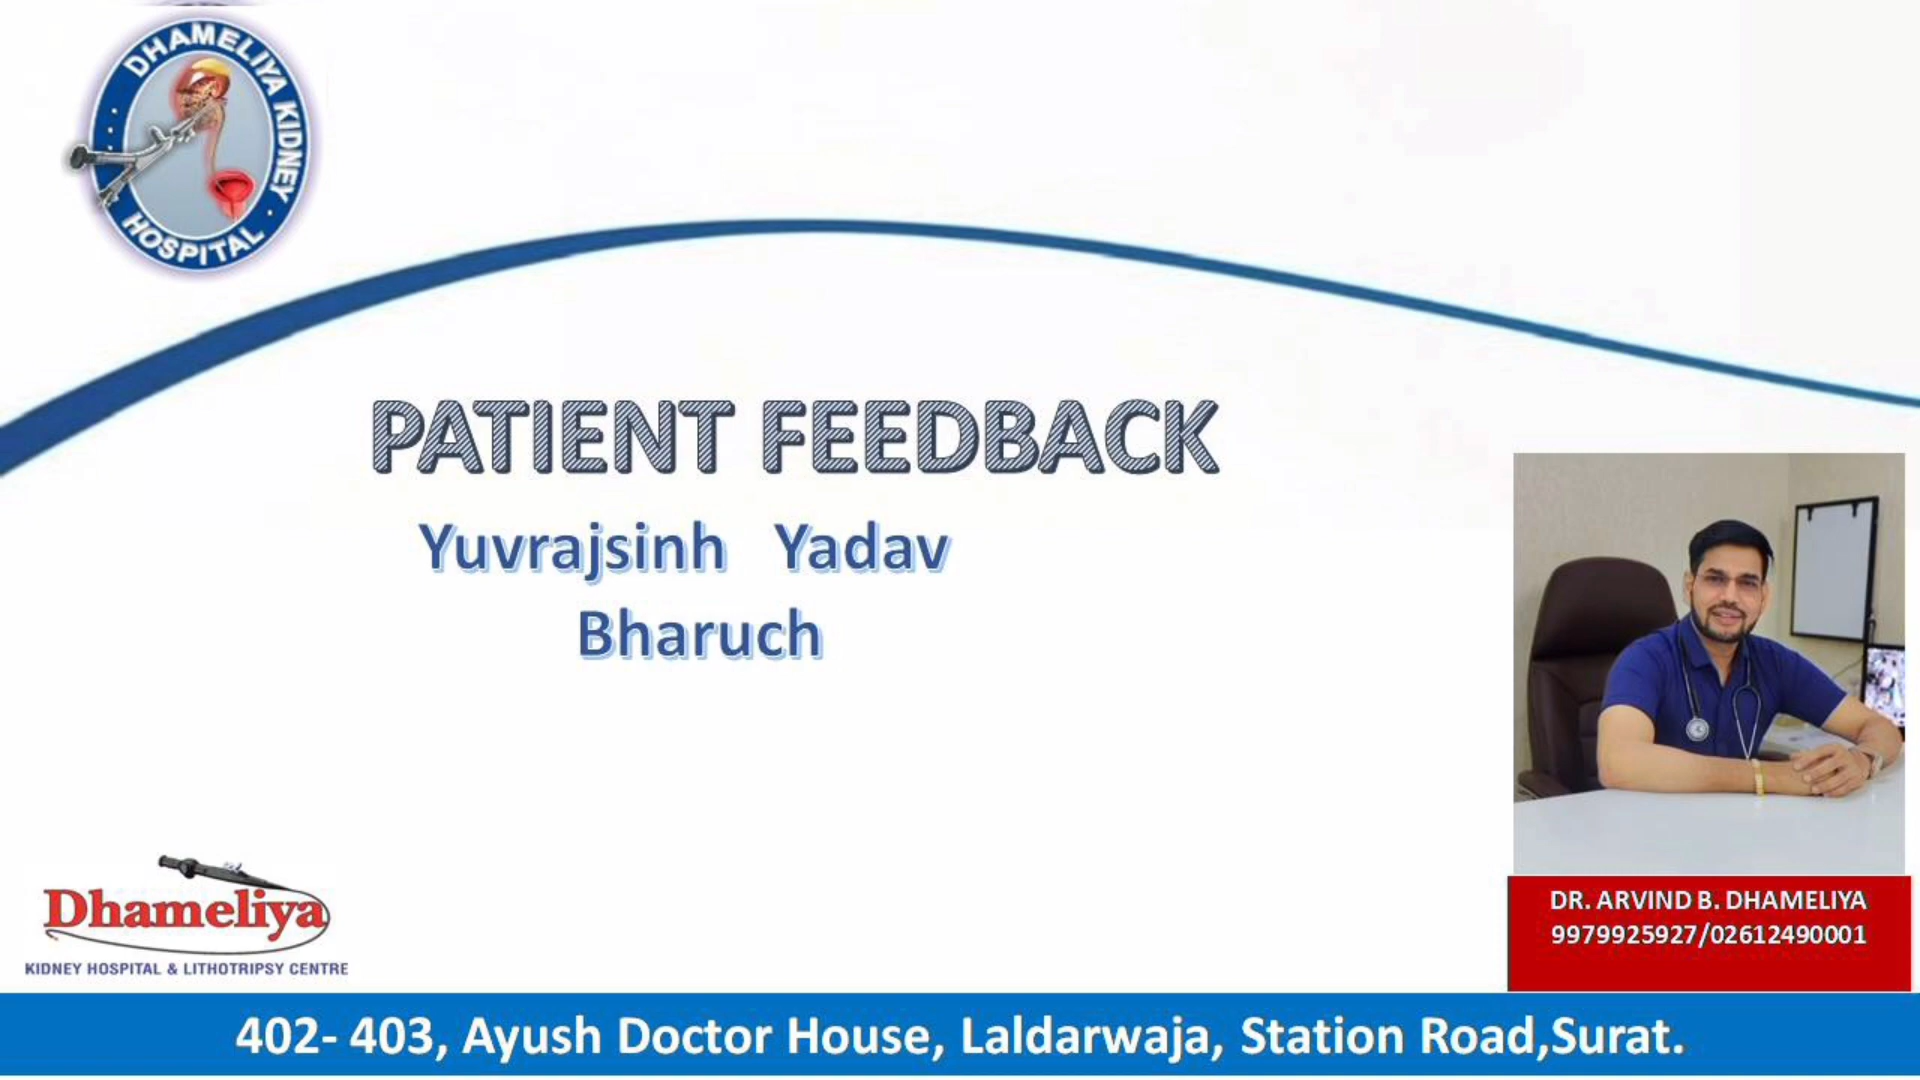 DHAMELIYA KIDNEY
HOSPITAL
PATIENT FEEDBACK
Yuvrajsinh Yadav
Bharuch
Dhameliya
KIDNEY HOSPITAL & LITHOTRIPSY CENTRE
DR. ARVIND B. DHAMELIYA
9979925927/02612490001
402- 403, Ayush Doctor House, Laldarwaja, Station Road,Surat.